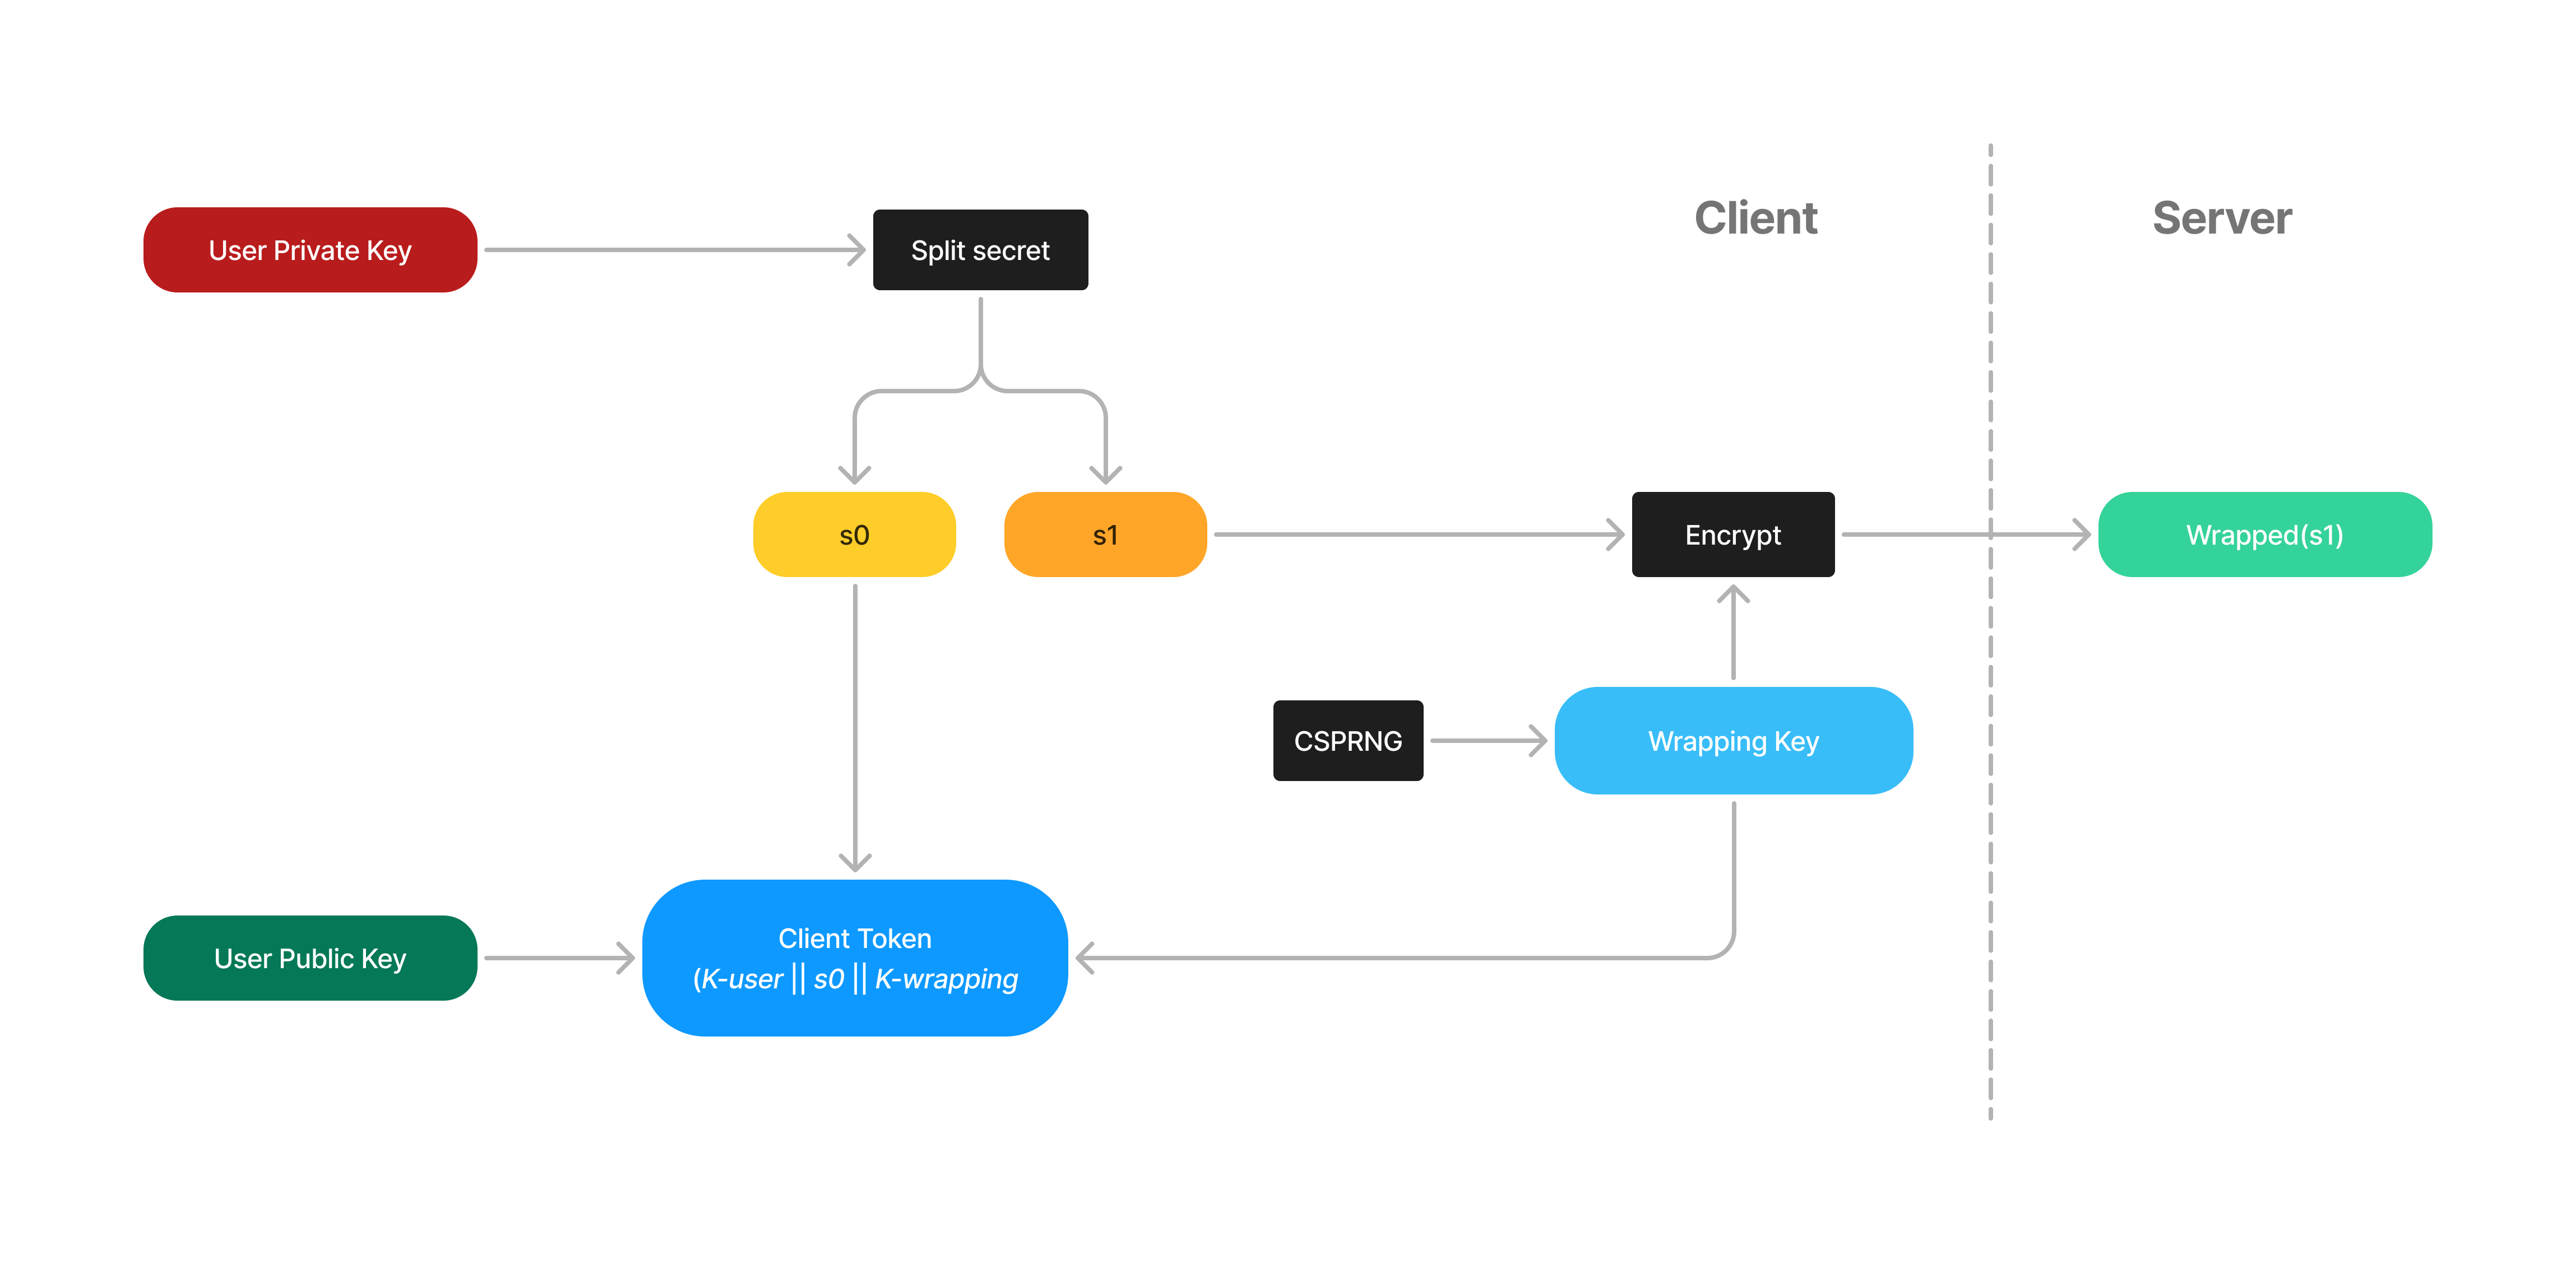 Client
Server
User Private Key
Split secret
s0
s1
Encrypt
Wrapped(s1)
CSPRNG
Wrapping Key
User Public Key
Client Token
(K-user || s0 || K-wrapping